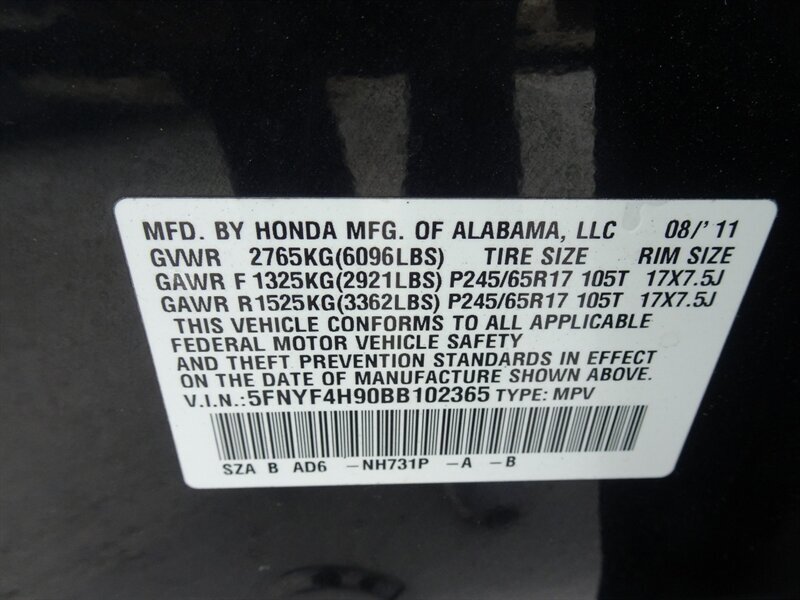 MFD. BY HONDA MFG. OF ALABAMA, LLC 08/'11
GVWR 2765KG(6096LBS) TIRE SIZE RIM SIZE
GAWR F 1325KG(2921LBS) P245/65R17 105T 17X7.5J
GAWR R1525KG(3362LBS) P245/65R17 105T 17X7.5J
THIS VEHICLE CONFORMS TO ALL APPLICABLE
FEDERAL MOTOR VEHICLE SAFETY
AND THEFT PREVENTION STANDARDS IN EFFECT
ON THE DATE OF MANUFACTURE SHOWN ABOVE.
V.I.N.:5FNYF4H90BB102365 TYPE: MPV
SZA B AD6 -NH731P -A -B